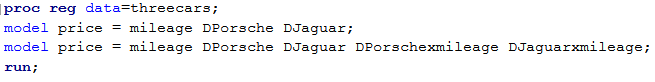 proc reg data=threecars;
model price = mileage DPorsche DJaguar;
model price = mileage DPorsche DJaguar DPorschexmileage DJaguarxmileage;
run;